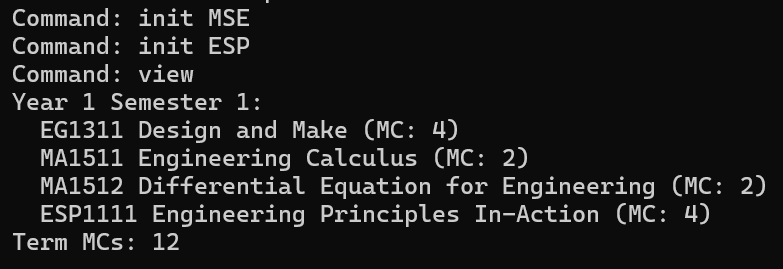 Command: init MSE
Command: init ESP
Command: view
Year 1 Semester 1:
  EG1311 Design and Make (MC: 4)
  MA1511 Engineering Calculus (MC: 2)
  MA1512 Differential Equation for Engineering (MC: 2)
  ESP1111 Engineering Principles In-Action (MC: 4)
Term MCs: 12